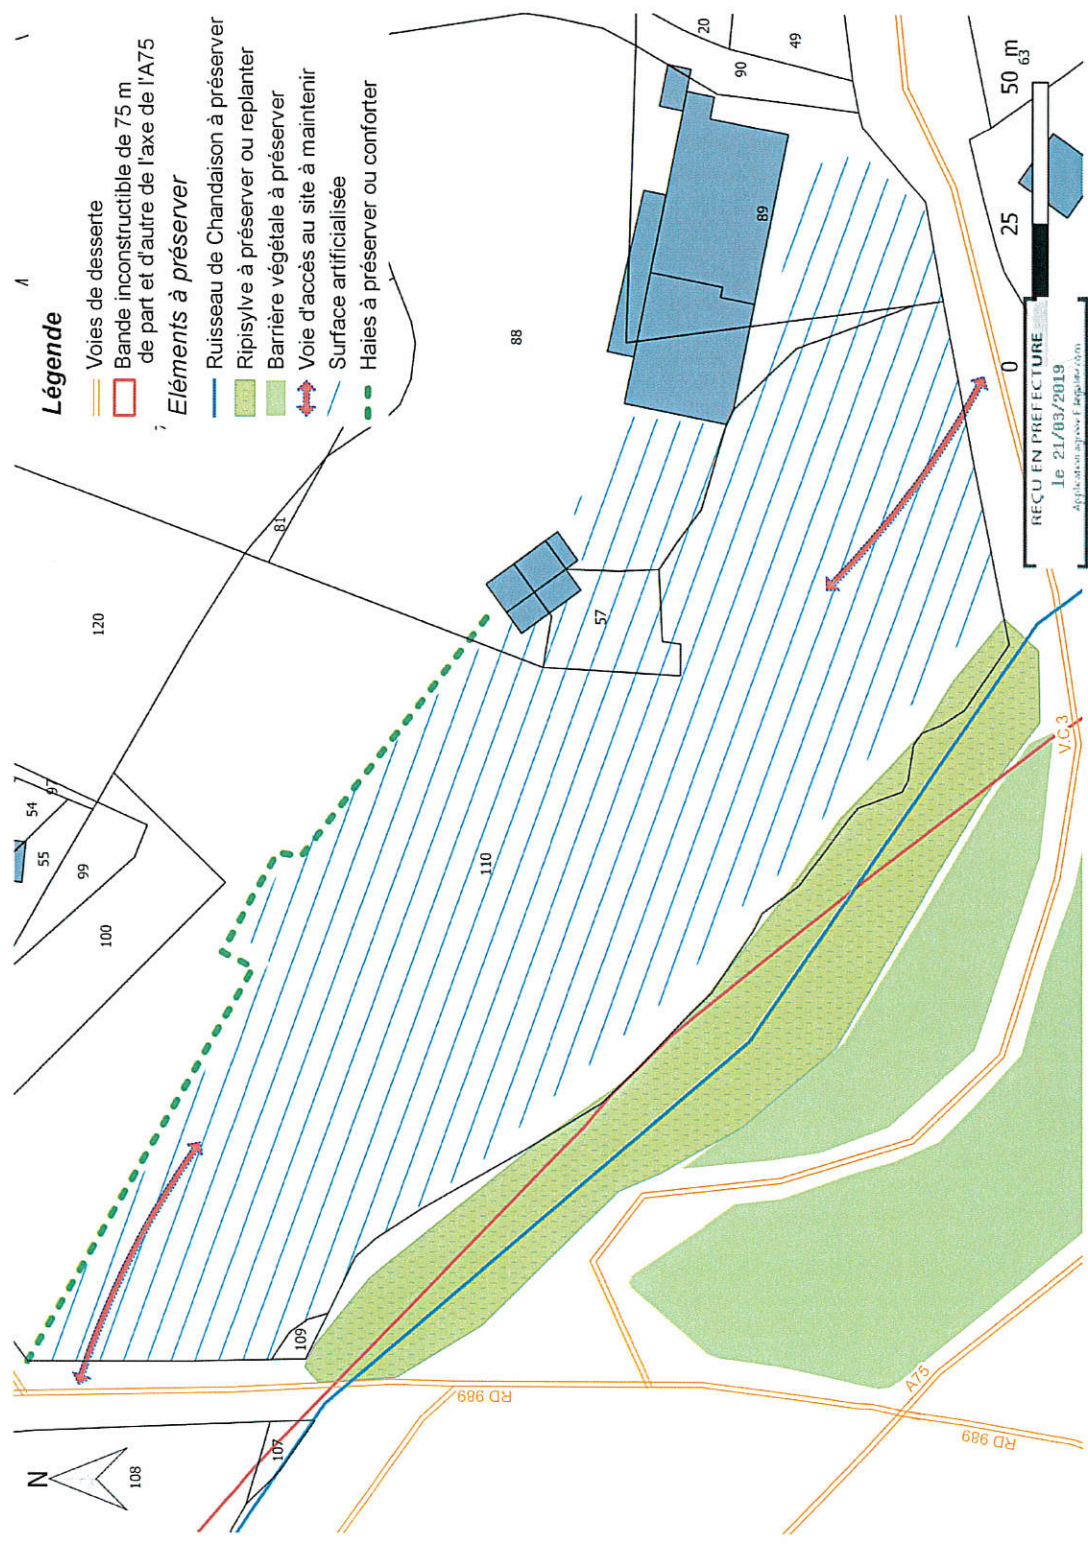 Légende
Voies de desserte
Bande inconstructible de 75 m
de part et d'autre de l'axe de l'A75
Eléments à préserver
Ruisseau de Chandaison à préserver
Ripisylve à préserver ou replanter
Barrière végétale à préserver
Voie d'accès au site à maintenir
Surface artificialisée
Haies à préserver ou conforter
N
108
107
109
100
99
55
54
97
120
81
88
110
57
89
90
20
49
63
RD 989
RD 989
A75
V.C.3
0
25
50 m
REÇU EN PREFECTURE
le 21/03/2019